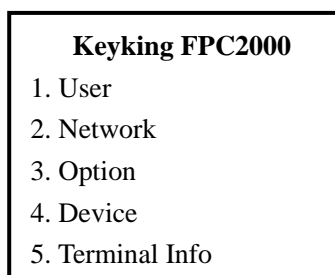 Keyking FPC2000
1. User
2. Network
3. Option
4. Device
5. Terminal Info